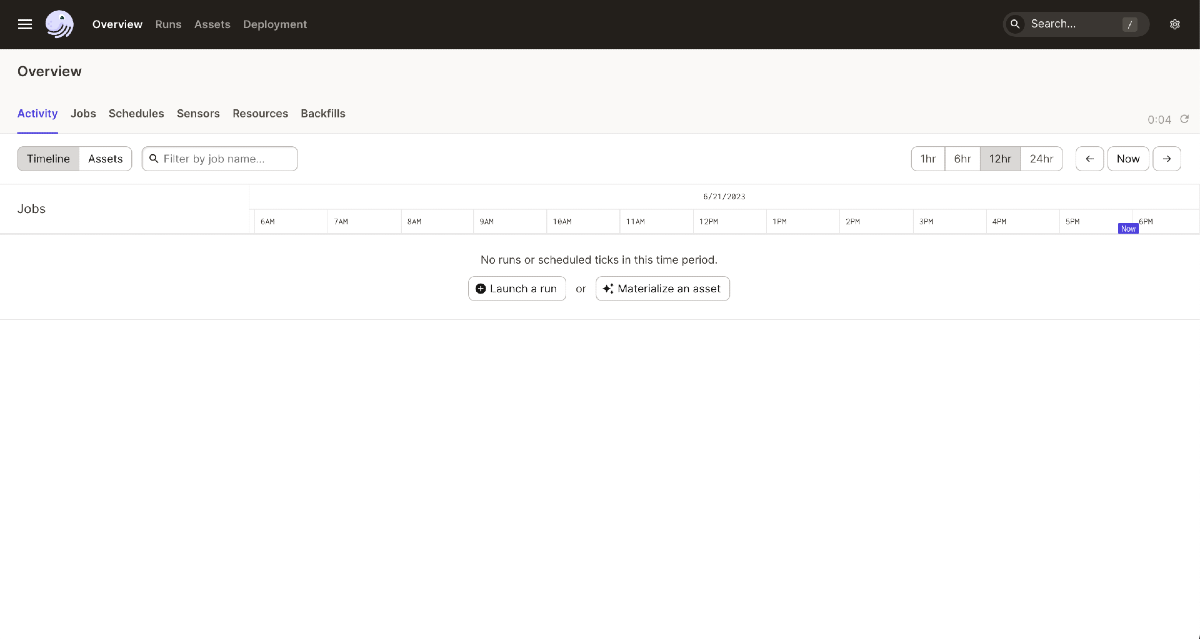 Overview Runs Assets Deployment Search... /
Overview
Activity Jobs Schedules Sensors Resources Backfills 0:04
Timeline Assets Filter by job name... 1hr 6hr 12hr 24hr ← Now →
Jobs
6/21/2023
6AM 7AM 8AM 9AM 10AM 11AM 12PM 1PM 2PM 3PM 4PM 5PM 6PM
Now
No runs or scheduled ticks in this time period.
Launch a run or Materialize an asset